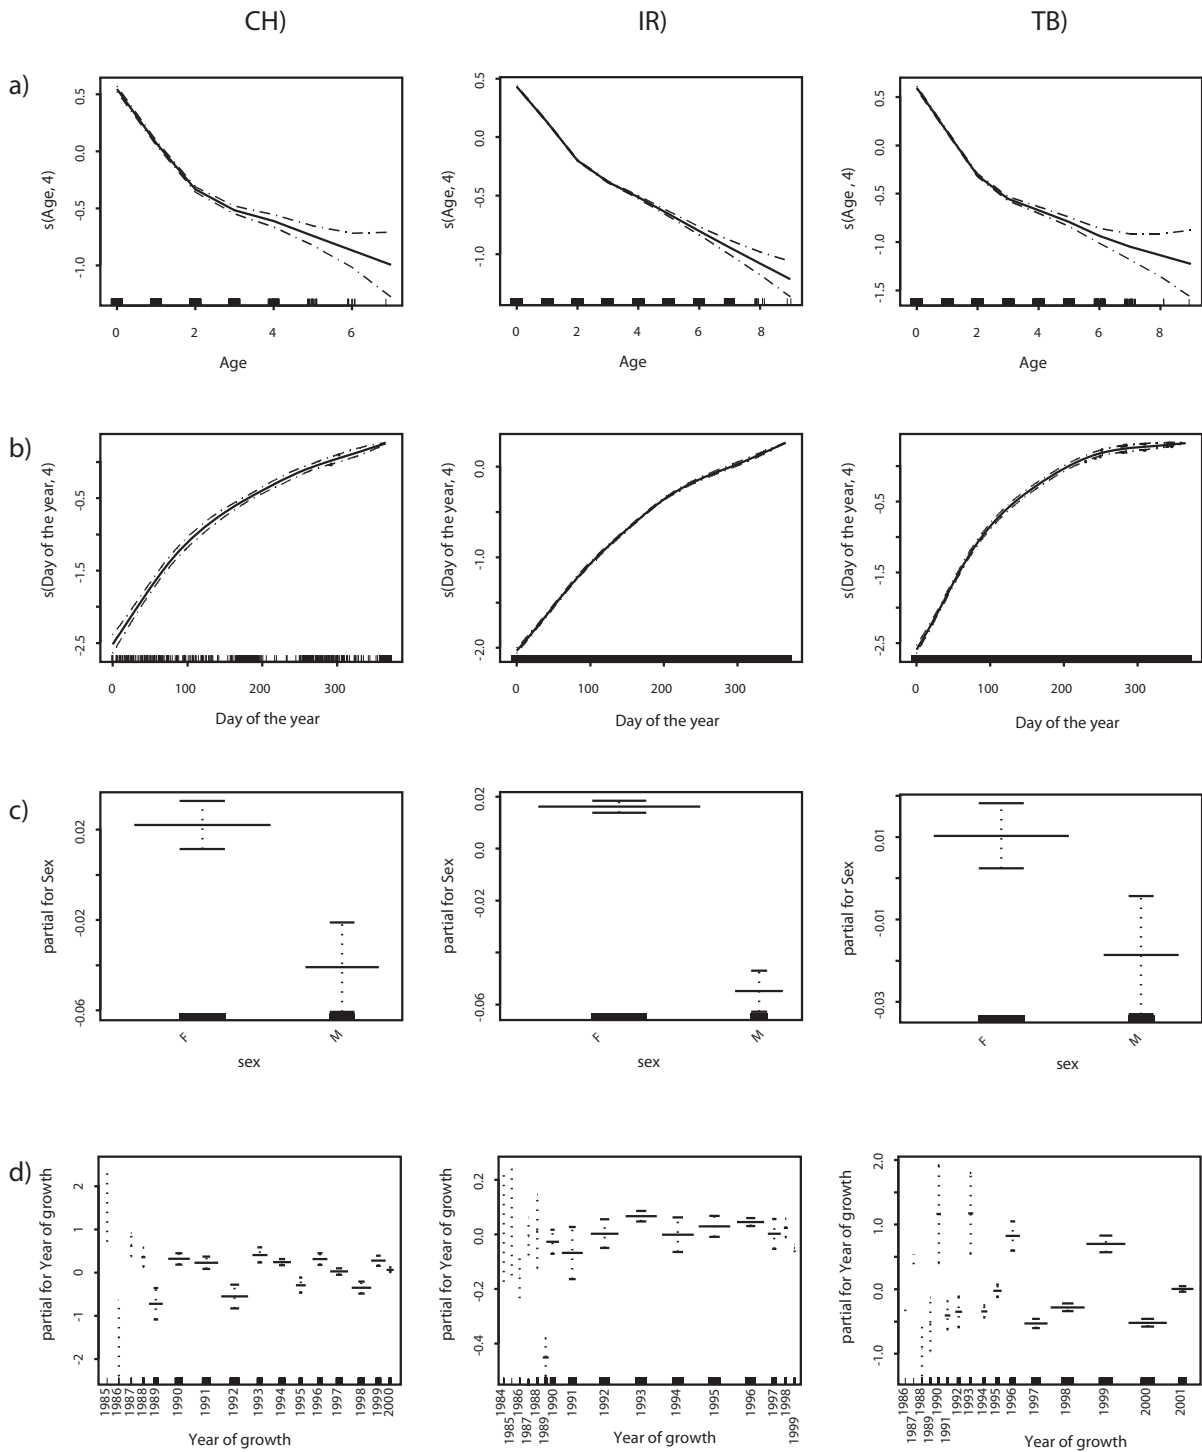 CH) IR) TB)
a)
s(Age, 4) 0.5 0.0 -0.5 -1.0
0 2 4 6
Age
s(Age, 4) 0.5 0.0 -0.5 -1.0
0 2 4 6 8
Age
s(Age , 4) 0.5 0.0 -0.5 -1.0 -1.5
0 2 4 6 8
Age
b)
s(Day of the year, 4) -0.5 -1.5 -2.5
0 100 200 300
Day of the year
s(Day of the year, 4) 0.0 -1.0 -2.0
0 100 200 300
Day of the year
s(Day of the year, 4) -0.5 -1.5 -2.5
0 100 200 300
Day of the year
c)
partial for Sex 0.02 -0.02 -0.06
F M
sex
partial for Sex 0.02 0.0 -0.02 -0.06
F M
sex
partial for Sex 0.01 -0.01 -0.03
F M
sex
d)
partial for Year of growth 2 1 0 -1 -2
1985 1986 1987 1988 1989 1990 1991 1992 1993 1994 1995 1996 1997 1998 1999 2000
Year of growth
partial for Year of growth 0.2 0.0 -0.2 -0.4
1984 1985 1986 1987 1988 1989 1990 1991 1992 1993 1994 1995 1996 1997 1998 1999
Year of growth
partial for Year of growth 2.0 1.0 0.0 -1.0
1986 1987 1988 1989 1990 1991 1992 1993 1994 1995 1996 1997 1998 1999 2000 2001
Year of growth